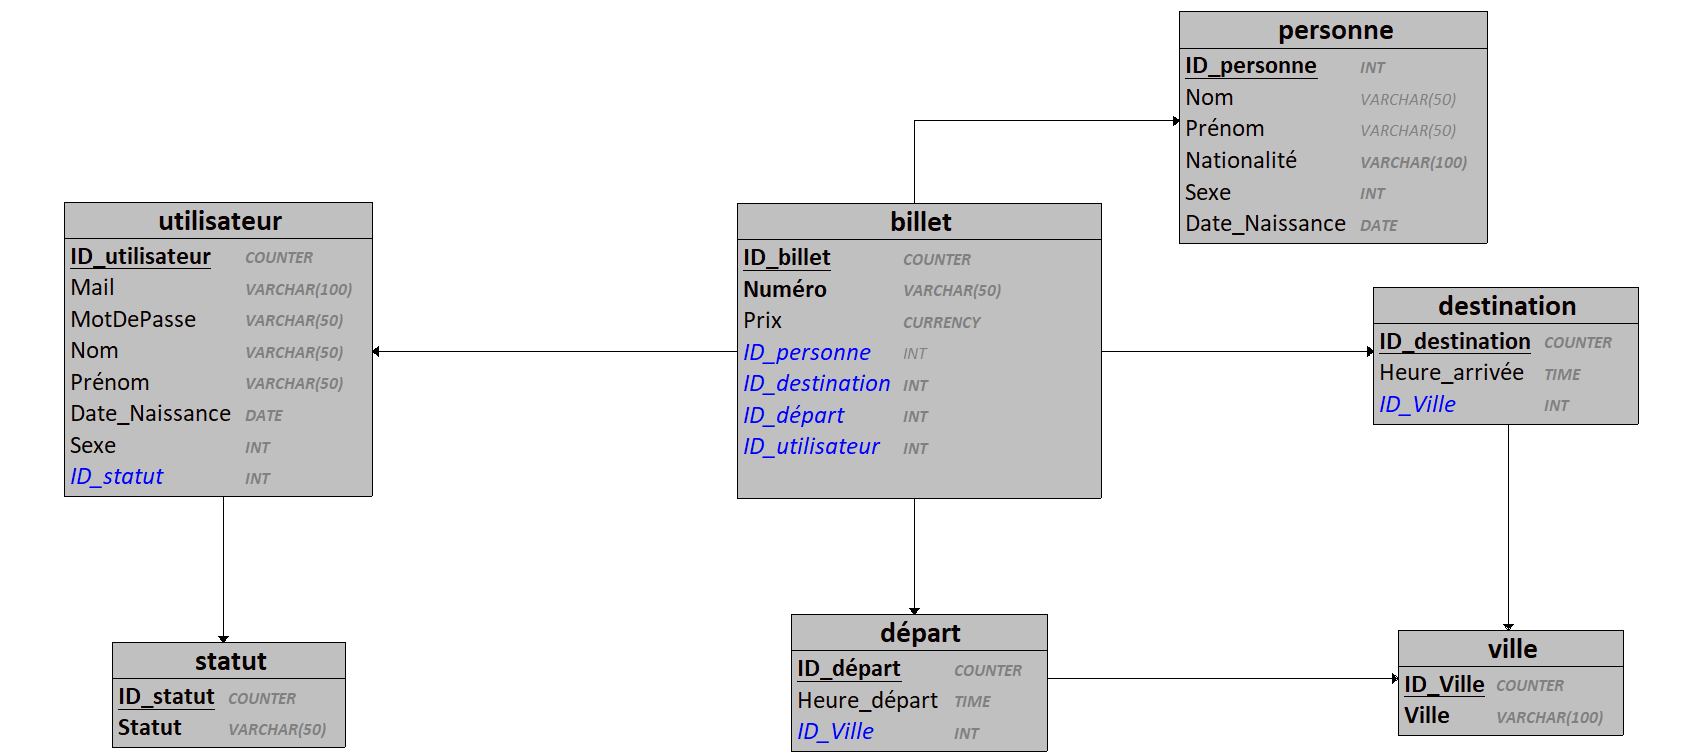 personne
ID_personne INT
Nom VARCHAR(50)
Prénom VARCHAR(50)
Nationalité VARCHAR(100)
Sexe INT
Date_Naissance DATE
utilisateur
ID_utilisateur COUNTER
Mail VARCHAR(100)
MotDePasse VARCHAR(50)
Nom VARCHAR(50)
Prénom VARCHAR(50)
Date_Naissance DATE
Sexe INT
ID_statut INT
billet
ID_billet COUNTER
Numéro VARCHAR(50)
Prix CURRENCY
ID_personne INT
ID_destination INT
ID_départ INT
ID_utilisateur INT
destination
ID_destination COUNTER
Heure_arrivée TIME
ID_Ville INT
statut
ID_statut COUNTER
Statut VARCHAR(50)
départ
ID_départ COUNTER
Heure_départ TIME
ID_Ville INT
ville
ID_Ville COUNTER
Ville VARCHAR(100)